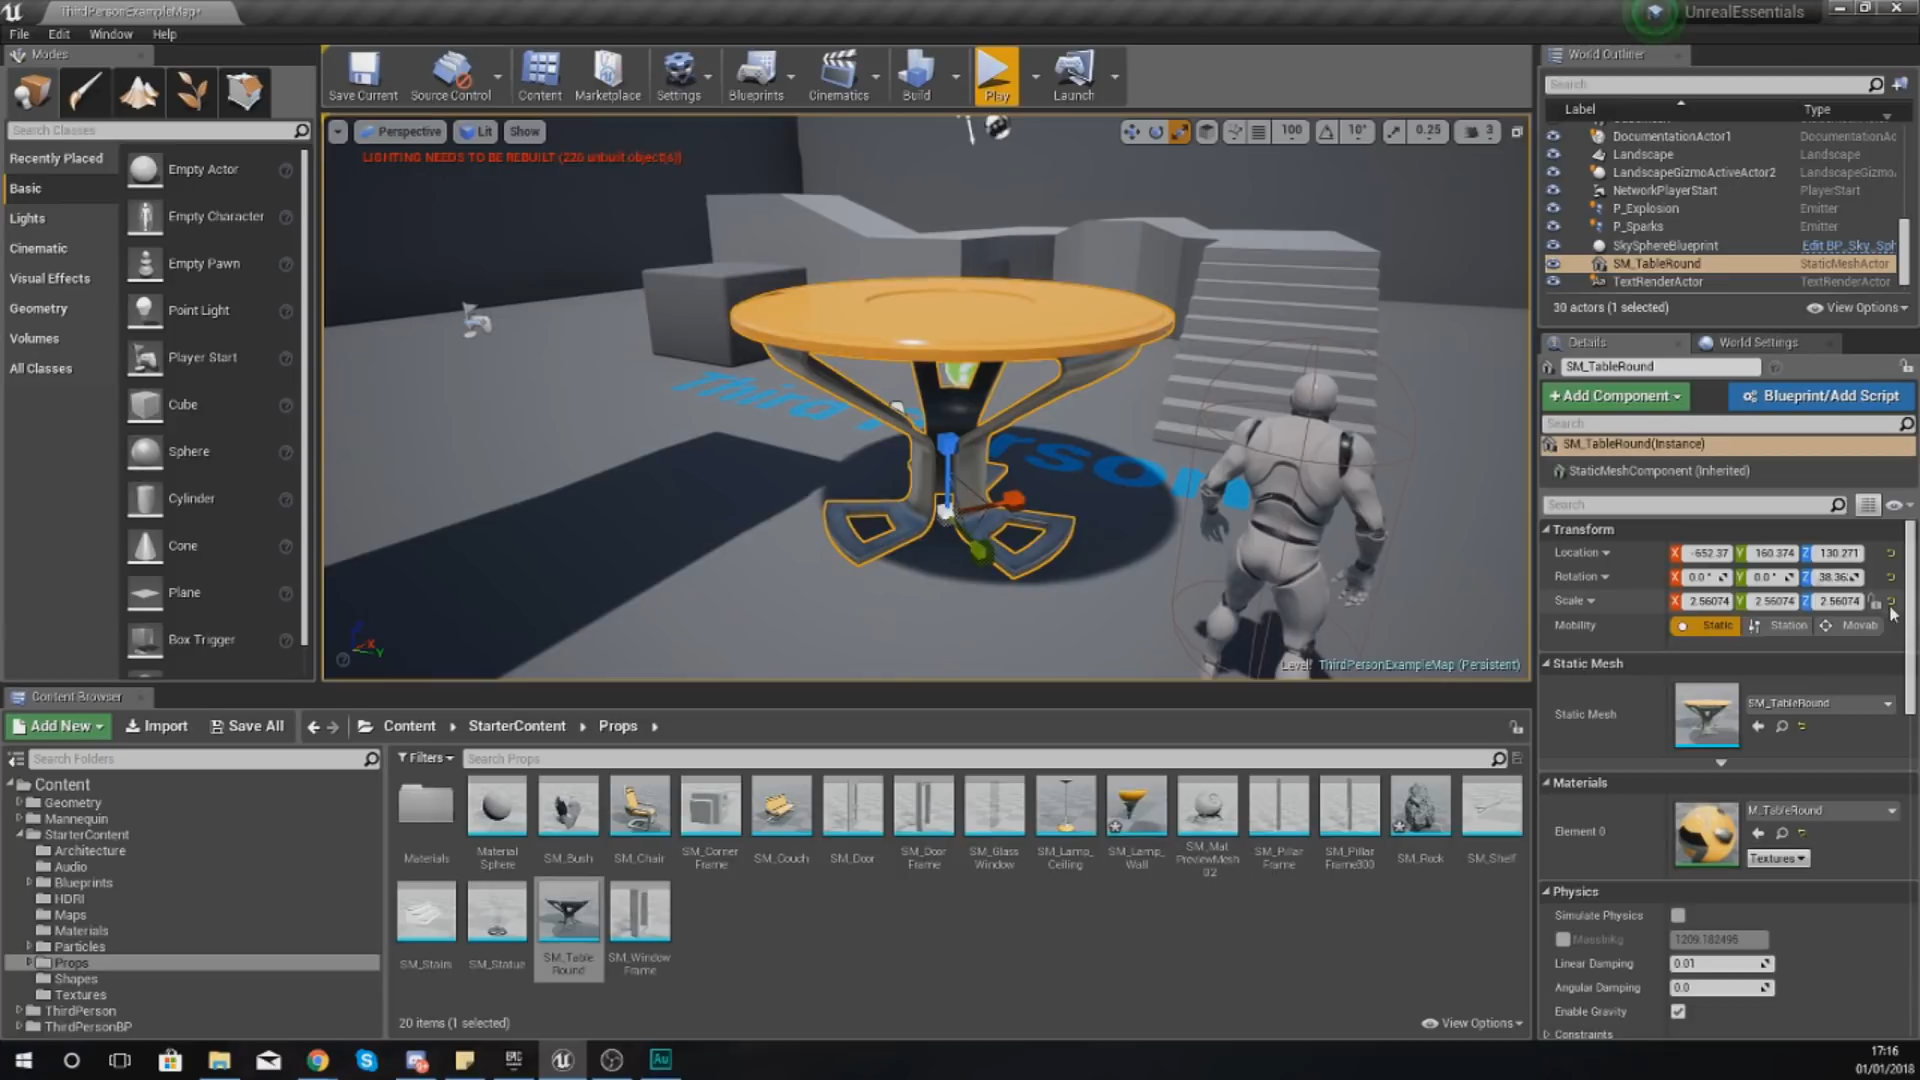 ThirdPersonExampleMap*
UnrealEssentials
File Edit Window Help
Modes
Search Classes
Recently Placed
Basic
Lights
Cinematic
Visual Effects
Geometry
Volumes
All Classes
Empty Actor
Empty Character
Empty Pawn
Point Light
Player Start
Cube
Sphere
Cylinder
Cone
Plane
Box Trigger
Save Current
Source Control
Content
Marketplace
Settings
Blueprints
Cinematics
Build
Play
Launch
Perspective
Lit
Show
100
10°
0.25
3
LIGHTING NEEDS TO BE REBUILT (226 unbuilt object(s))
Level: ThirdPersonExampleMap (Persistent)
World Outliner
Search
Label
Type
DocumentationActor1 DocumentationAc
Landscape Landscape
LandscapeGizmoActiveActor2 LandscapeGizmo
NetworkPlayerStart PlayerStart
P_Explosion Emitter
P_Sparks Emitter
SkySphereBlueprint Edit BP_Sky_Sph
SM_TableRound StaticMeshActor
TextRenderActor TextRenderActor
30 actors (1 selected)
View Options
Details
World Settings
SM_TableRound
+Add Component
Blueprint/Add Script
Search
SM_TableRound(Instance)
StaticMeshComponent (Inherited)
Search
Transform
Location X -652.37 Y 160.374 Z 130.271
Rotation X 0.0° Y 0.0° Z 38.36
Scale X 2.56074 Y 2.56074 Z 2.56074
Mobility Static Station Movab
Static Mesh
Static Mesh
SM_TableRound
Materials
Element 0
M_TableRound
Textures
Physics
Simulate Physics
MassInKg 1209.182495
Linear Damping 0.01
Angular Damping 0.0
Enable Gravity
Constraints
Content Browser
Add New
Import
Save All
Content
StarterContent
Props
Search Folders
Filters
Search Props
Content
Geometry
Mannequin
StarterContent
Architecture
Audio
Blueprints
HDRI
Maps
Materials
Particles
Props
Shapes
Textures
ThirdPerson
ThirdPersonBP
Materials
Material Sphere
SM_Bush
SM_Chair
SM_Corner Frame
SM_Couch
SM_Door
SM_Door Frame
SM_Glass Window
SM_Lamp_ Ceiling
SM_Lamp_ Wall
SM_Mat PreviewMesh 02
SM_Pillar Frame
SM_Pillar Frame300
SM_Rock
SM_Shelf
SM_Stairs
SM_Statue
SM_Table Round
SM_Window Frame
20 items (1 selected)
View Options
17:16
01/01/2018